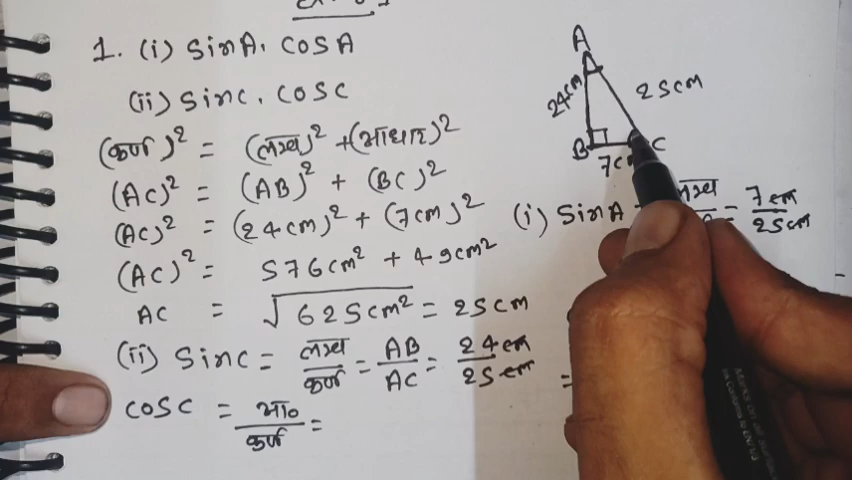 1. (i) SinA, COSA
(ii) Sinc, COSC
(कर्ण)² = (लम्ब)² + (आधार)²
(AC)² = (AB)² + (BC)²
(AC)² = (24cm)² + (7cm)²
(AC)² = 576cm² + 49cm²
AC = √625cm² = 25cm
(ii) Sinc = लम्ब/कर्ण = AB/AC = 24cm/25cm
COSC = आ०/कर्ण =
A
24cm
25cm
B
C
(i) SinA = लम्ब = 7cm/25cm
=